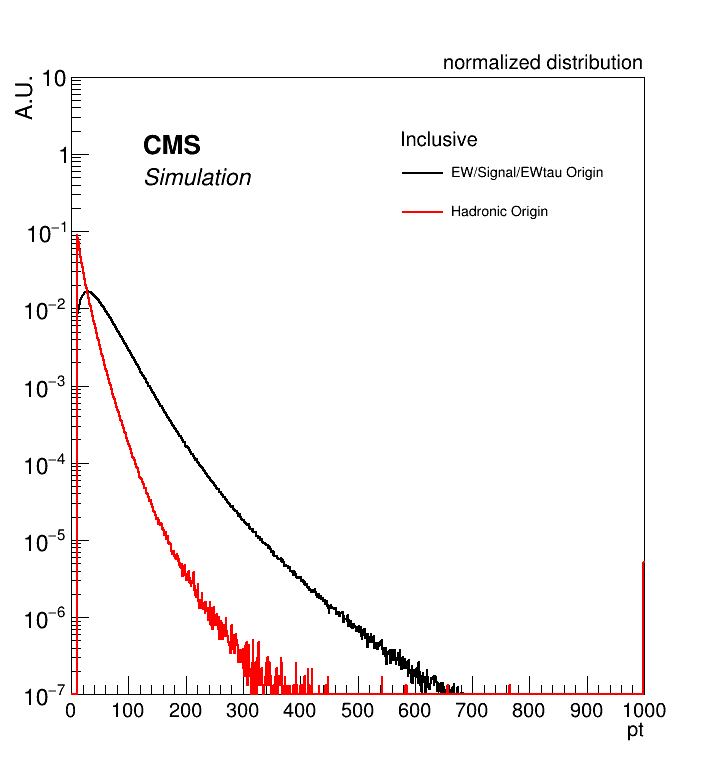 normalized distribution
A.U.
10
1
10⁻¹
10⁻²
10⁻³
10⁻⁴
10⁻⁵
10⁻⁶
10⁻⁷
CMS
Simulation
Inclusive
EW/Signal/EWtau Origin
Hadronic Origin
0 100 200 300 400 500 600 700 800 900 1000
pt